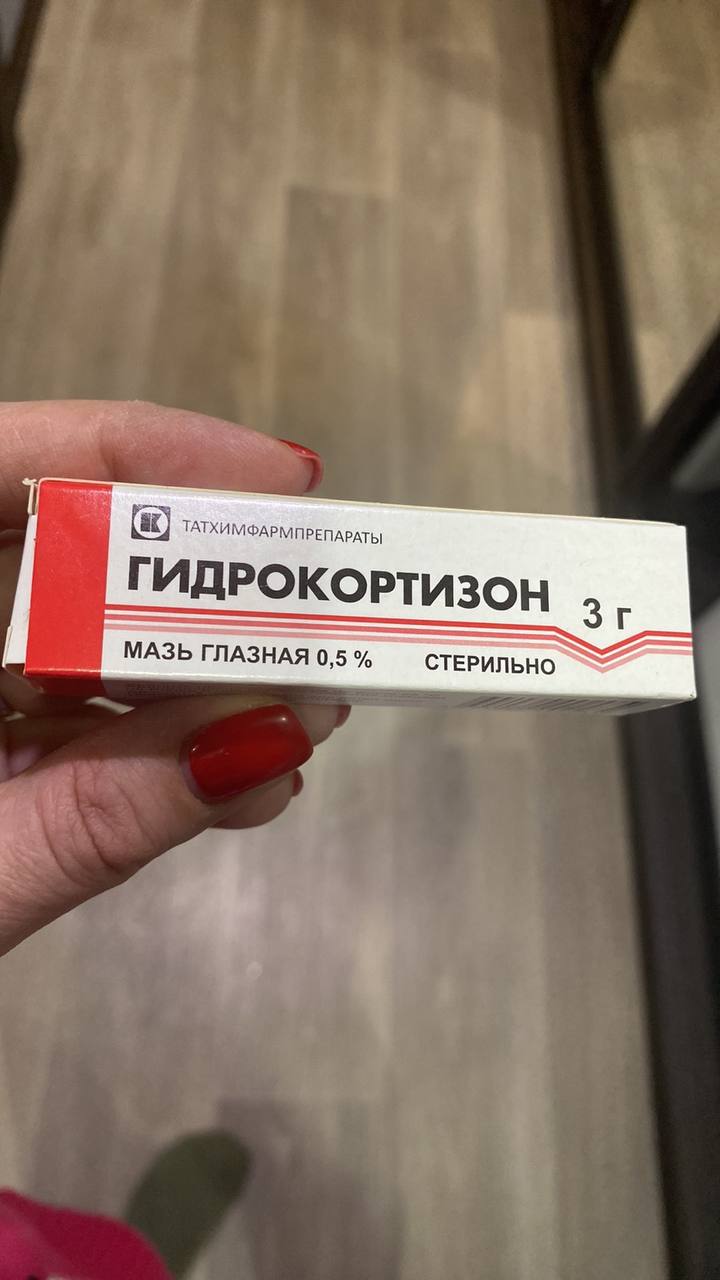 ТАТХИМФАРМПРЕПАРАТЫ
ГИДРОКОРТИЗОН 3 г
МАЗЬ ГЛАЗНАЯ 0,5 % СТЕРИЛЬНО